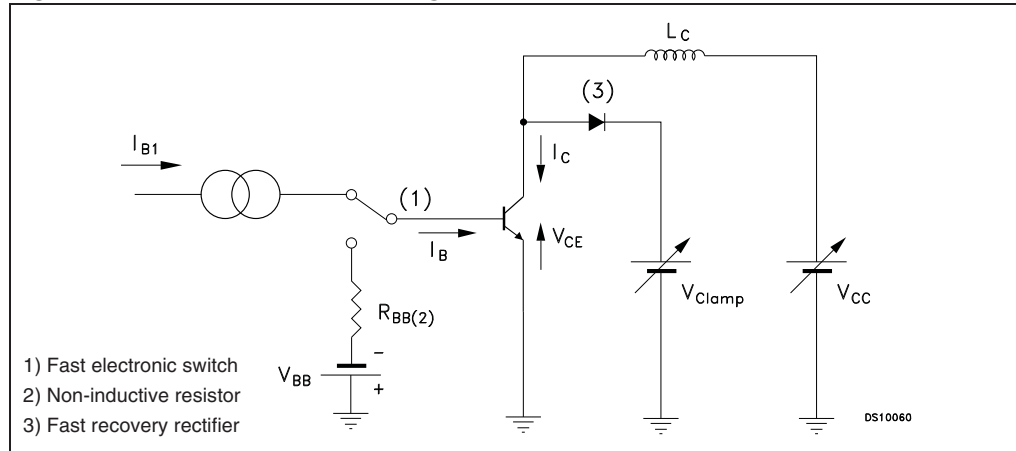 L C
(3)
I B1
I C
(1)
I B
V CE
V Clamp
V CC
R BB(2)
1) Fast electronic switch
V BB
−
+
2) Non-inductive resistor
3) Fast recovery rectifier
DS10060